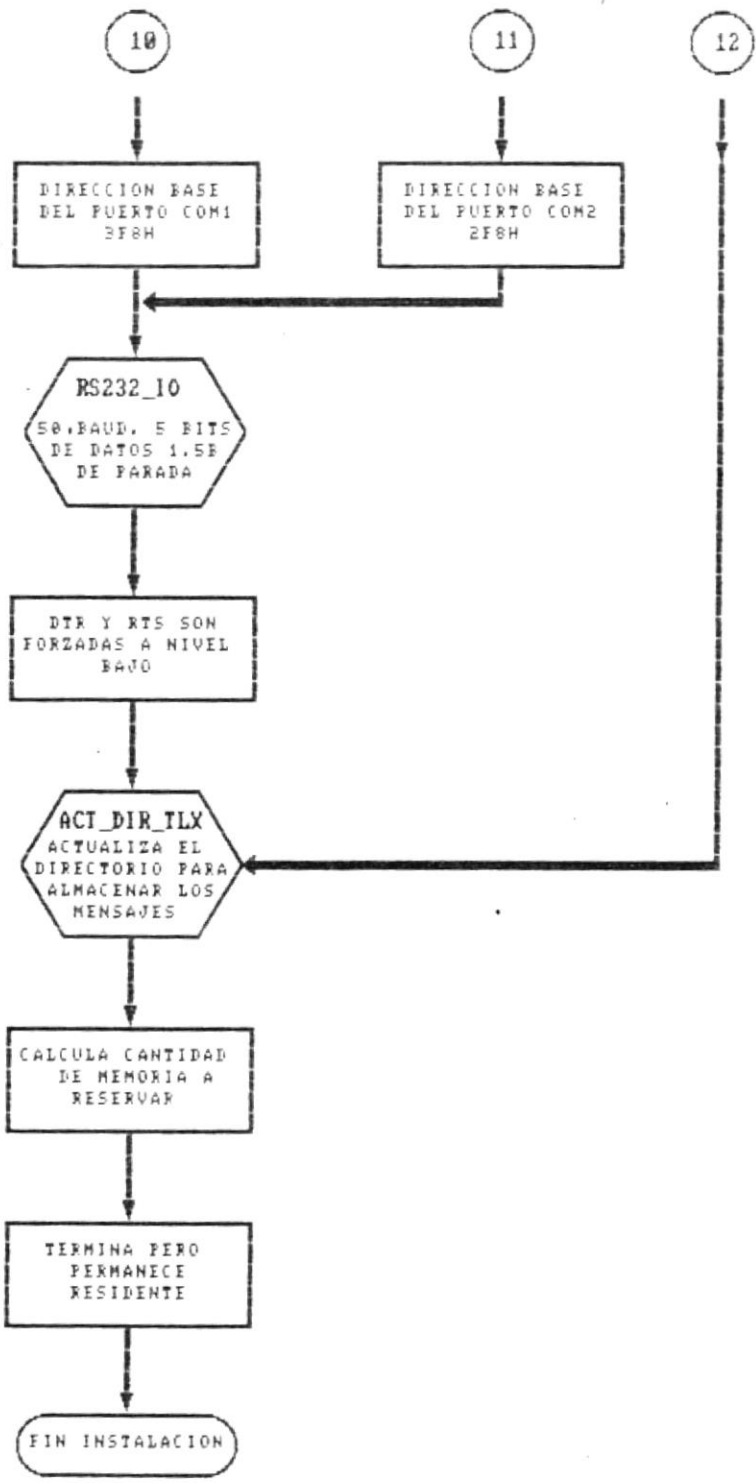 10
11
12
DIRECCION BASE
DEL PUERTO COM1
3F8H
DIRECCION BASE
DEL PUERTO COM2
2F8H
RS232_IO
50.BAUD. 5 BITS
DE DATOS 1.5B
DE PARADA
DTR Y RTS SON
FORZADAS A NIVEL
BAJO
ACT_DIR_TLX
ACTUALIZA EL
DIRECTORIO PARA
ALMACENAR LOS
MENSAJES
CALCULA CANTIDAD
DE MEMORIA A
RESERVAR
TERMINA PERO
PERMANECE
RESIDENTE
FIN INSTALACION